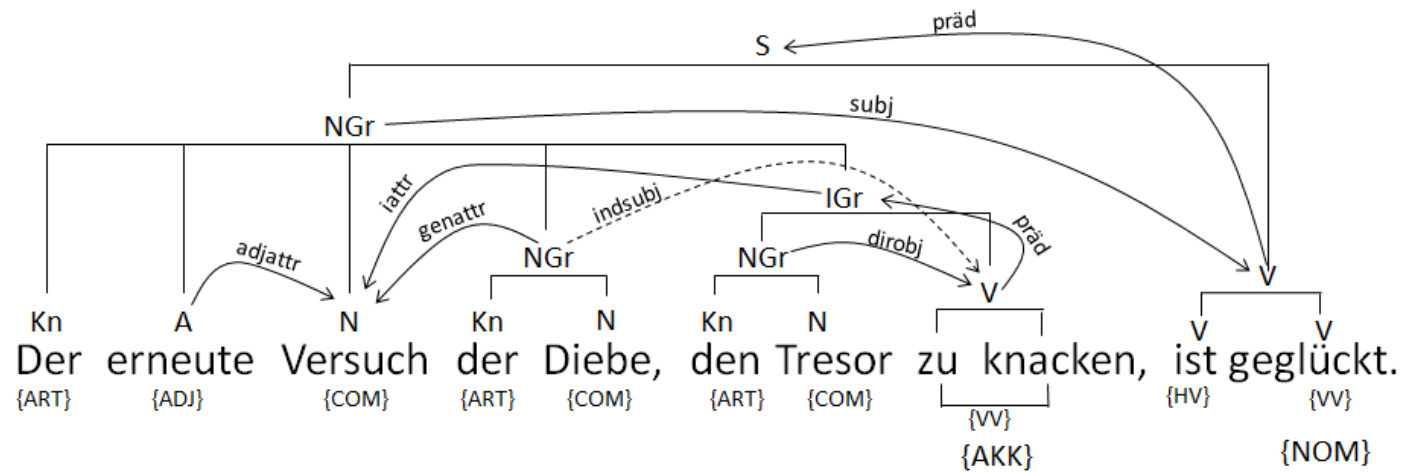 präd
S
subj
NGr
iattr
indsubj
IGr
genattr
präd
adjattr
NGr
NGr
dirobj
V
V
Kn A N Kn N Kn N V V
Der erneute Versuch der Diebe, den Tresor zu knacken, ist geglückt.
{ART} {ADJ} {COM} {ART} {COM} {ART} {COM} {HV} {VV}
{VV}
{AKK} {NOM}